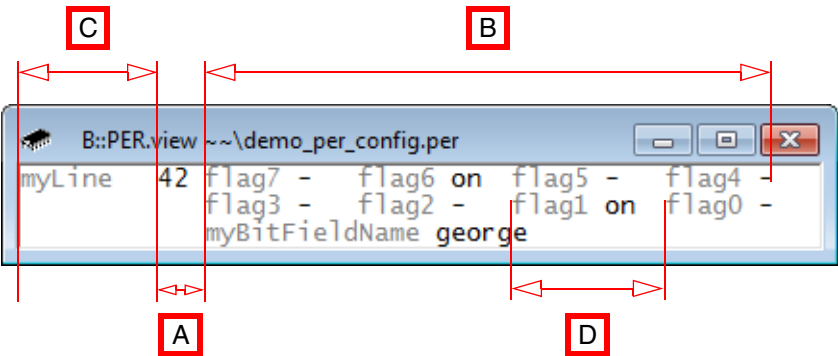 C B
B::PER.view ~~\demo_per_config.per
myLine 42 flag7 - flag6 on flag5 - flag4 -
flag3 - flag2 - flag1 on flag0 -
myBitFieldName george
A D